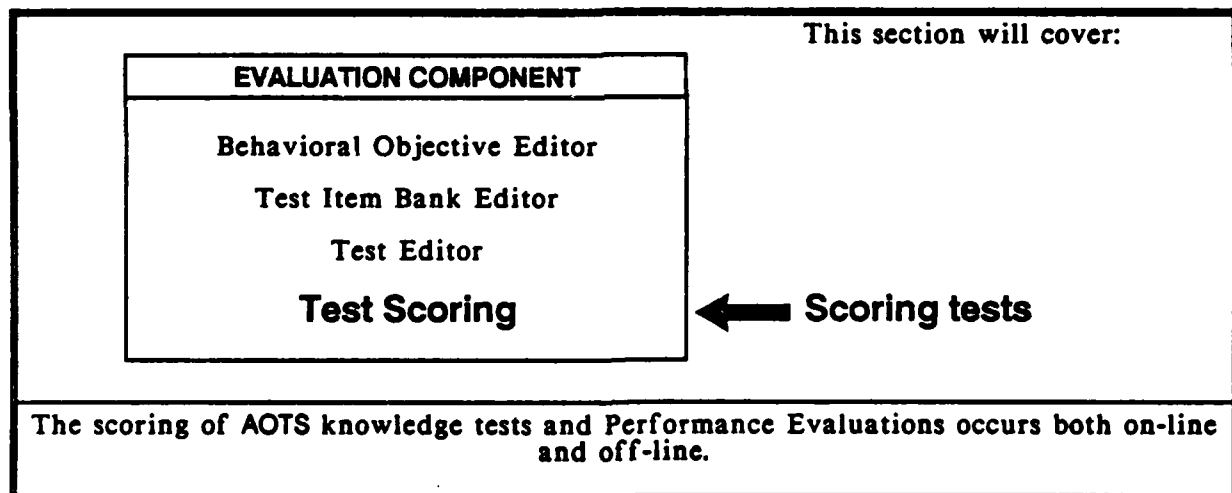 This section will cover:
EVALUATION COMPONENT
Behavioral Objective Editor
Test Item Bank Editor
Test Editor
Test Scoring
Scoring tests
The scoring of AOTS knowledge tests and Performance Evaluations occurs both on-line
and off-line.